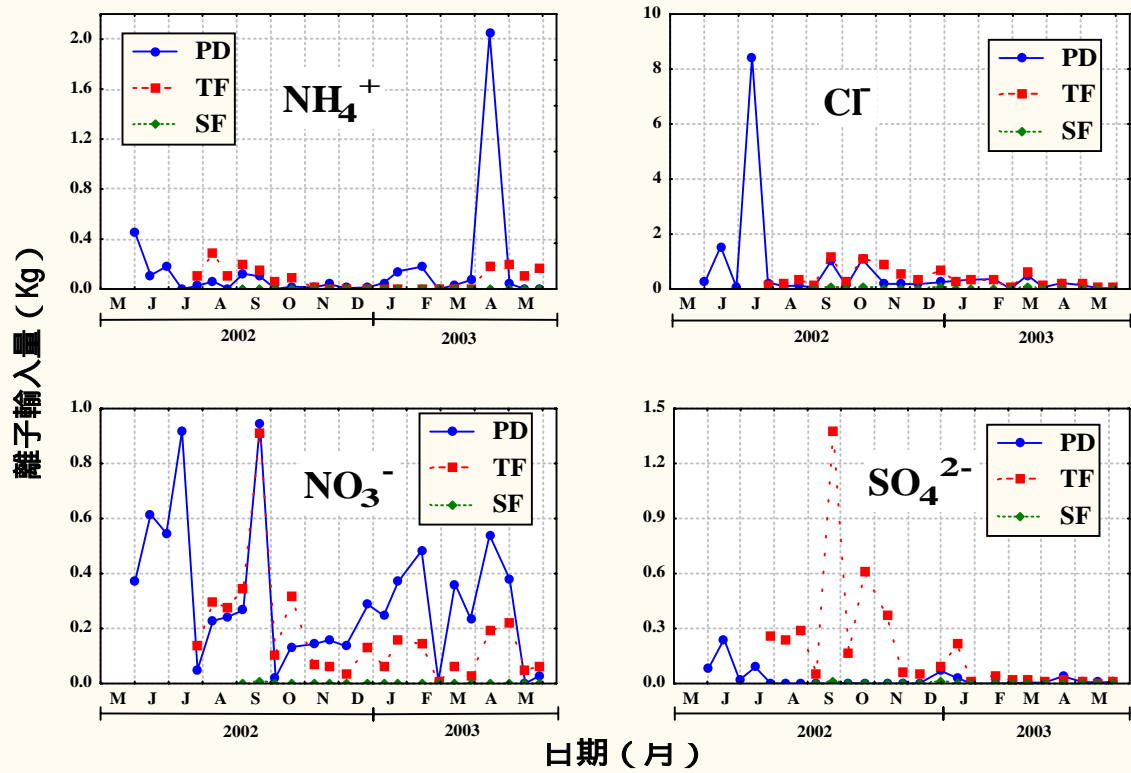 離子輸入量 (Kg)
2.0
1.6
1.2
0.8
0.4
0.0
PD
TF
SF
NH₄⁺
M J J A S O N D J F M A M
2002 2003
10
8
6
4
2
0
Cl⁻
PD
TF
SF
M J J A S O N D J F M A M
2002 2003
1.0
0.8
0.6
0.4
0.2
0.0
NO₃⁻
PD
TF
SF
M J J A S O N D J F M A M
2002 2003
1.5
1.2
0.9
0.6
0.3
0.0
SO₄²⁻
PD
TF
SF
M J J A S O N D J F M A M
2002 2003
日期 ( 月 )